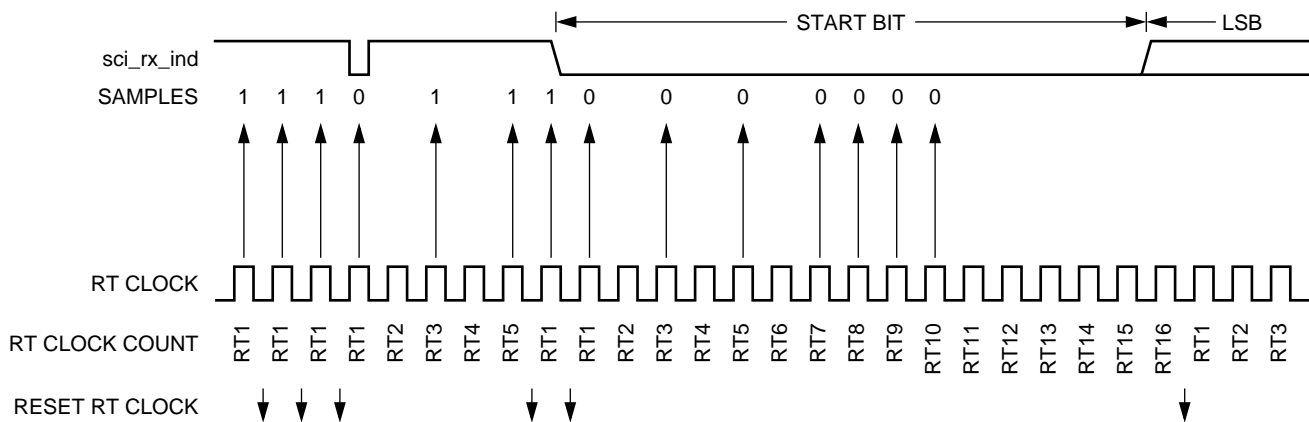 START BIT LSB
sci_rx_ind
SAMPLES 1 1 1 0 1 1 1 0 0 0 0 0 0 0
RT CLOCK
RT CLOCK COUNT RT1 RT1 RT1 RT1 RT2 RT3 RT4 RT5 RT1 RT1 RT2 RT3 RT4 RT5 RT6 RT7 RT8 RT9 RT10 RT11 RT12 RT13 RT14 RT15 RT16 RT1 RT2 RT3
RESET RT CLOCK